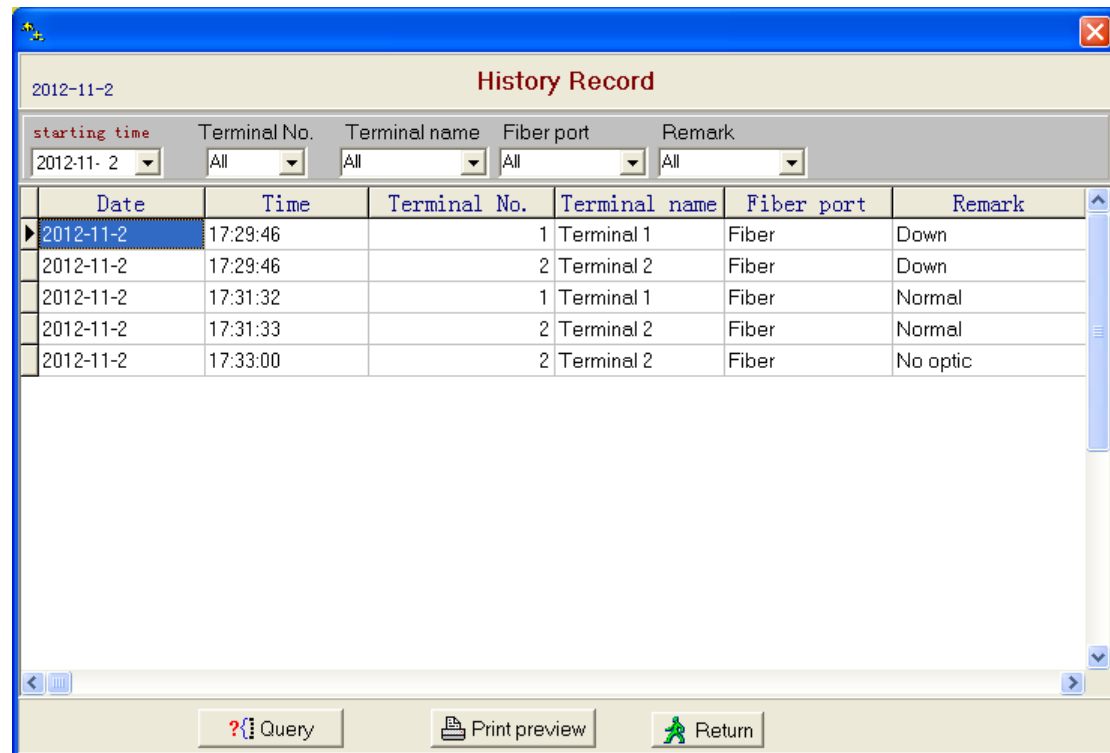 History Record
2012-11-2
starting time Terminal No. Terminal name Fiber port Remark
2012-11- 2 All All All All
Date Time Terminal No. Terminal name Fiber port Remark
2012-11-2 17:29:46 1 Terminal 1 Fiber Down
2012-11-2 17:29:46 2 Terminal 2 Fiber Down
2012-11-2 17:31:32 1 Terminal 1 Fiber Normal
2012-11-2 17:31:33 2 Terminal 2 Fiber Normal
2012-11-2 17:33:00 2 Terminal 2 Fiber No optic
?{ Query Print preview Return